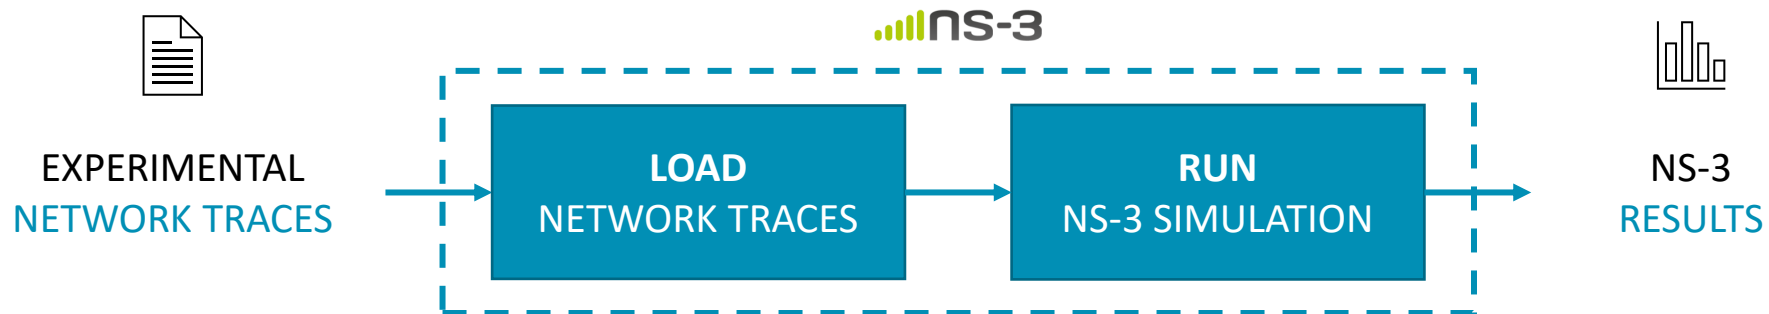 ns-3
EXPERIMENTAL
NETWORK TRACES
LOAD
NETWORK TRACES
RUN
NS-3 SIMULATION
NS-3
RESULTS